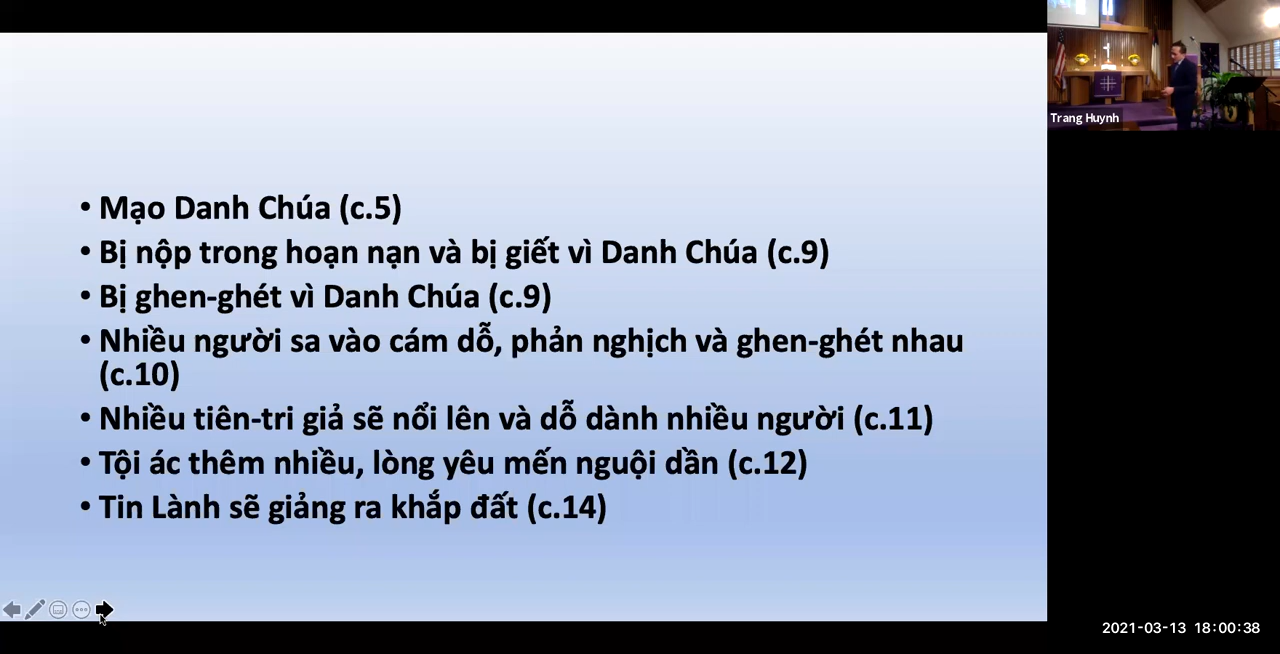 • Mạo Danh Chúa (c.5)
• Bị nộp trong hoạn nạn và bị giết vì Danh Chúa (c.9)
• Bị ghen-ghét vì Danh Chúa (c.9)
• Nhiều người sa vào cám dỗ, phản nghịch và ghen-ghét nhau
(c.10)
• Nhiều tiên-tri giả sẽ nổi lên và dỗ dành nhiều người (c.11)
• Tội ác thêm nhiều, lòng yêu mến nguội dần (c.12)
• Tin Lành sẽ giảng ra khắp đất (c.14)
Trang Huynh
2021-03-13 18:00:38